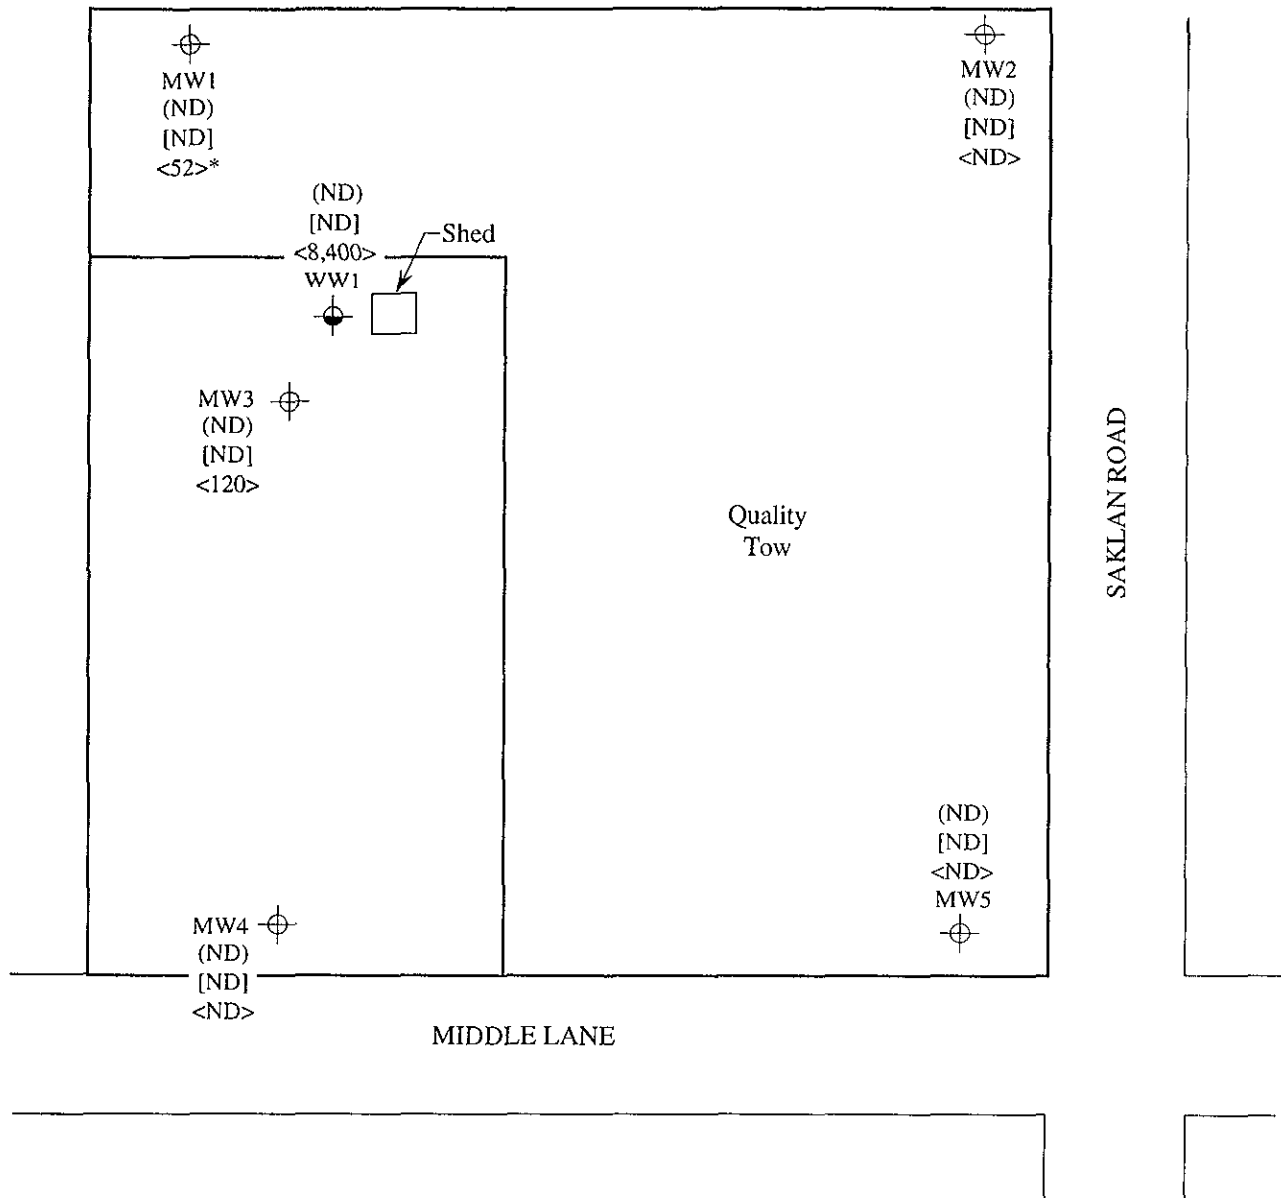 MW1
(ND)
[ND]
<52>*
MW2
(ND)
[ND]
<ND>
(ND)
[ND]
<8,400>
WW1
Shed
MW3
(ND)
[ND]
<120>
Quality
Tow
SAKLAN ROAD
(ND)
[ND]
<ND>
MW5
MW4
(ND)
[ND]
<ND>
MIDDLE LANE